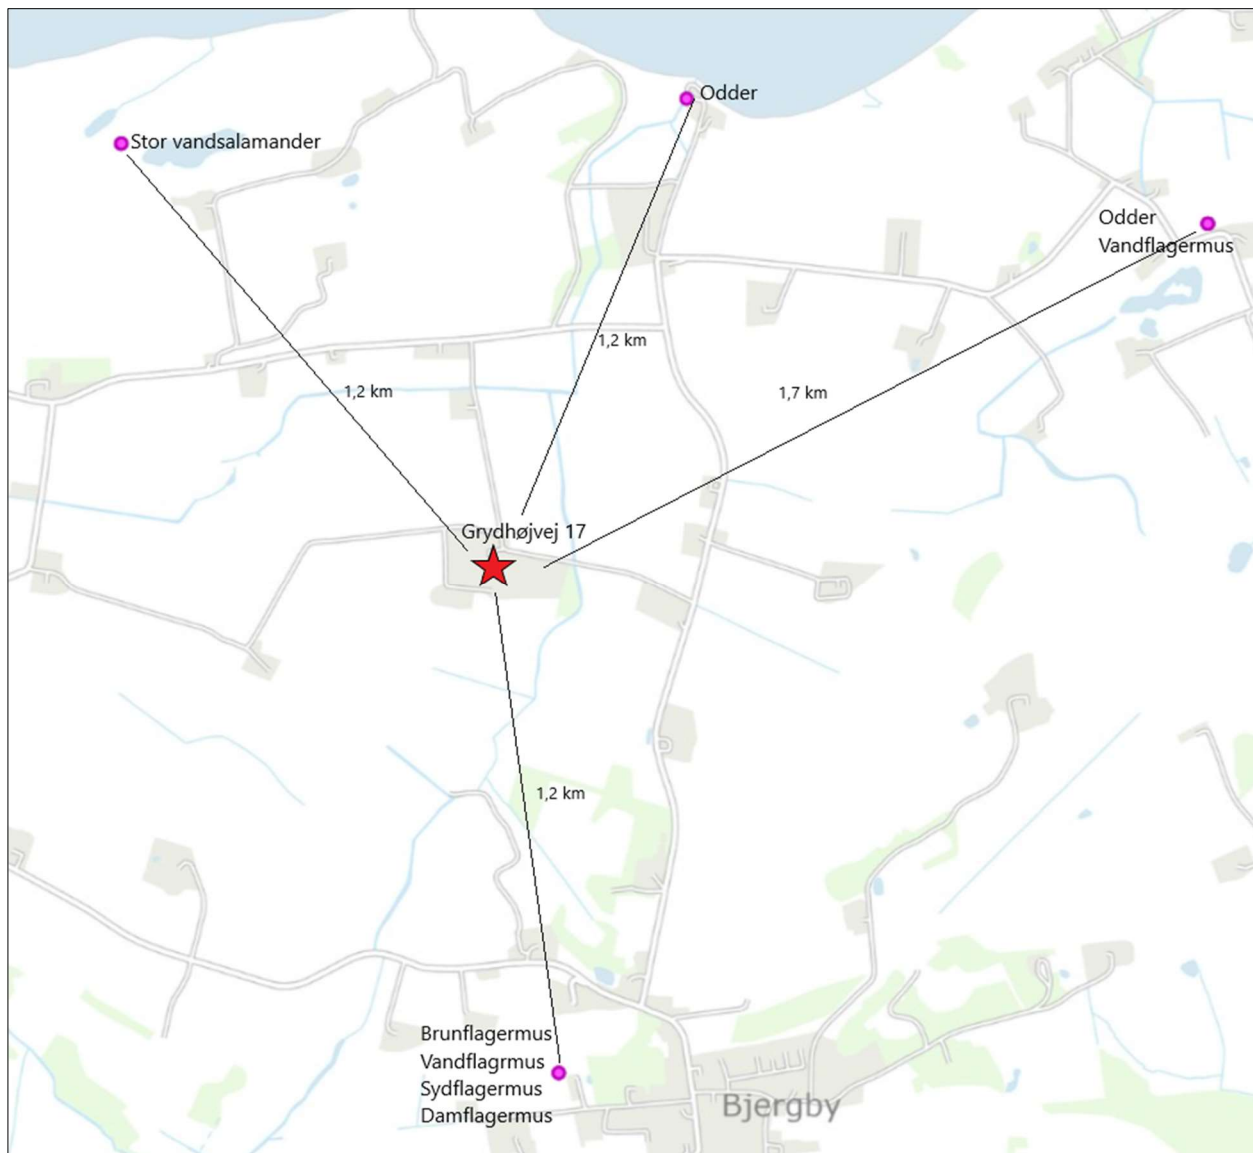 Odder
Stor vandsalamander
Odder
Vandflagermus
1,2 km
1,2 km
1,7 km
Grydhøjvej 17
1,2 km
Brunflagermus
Vandflagrmus
Sydflagermus
Damflagermus
Bjergby